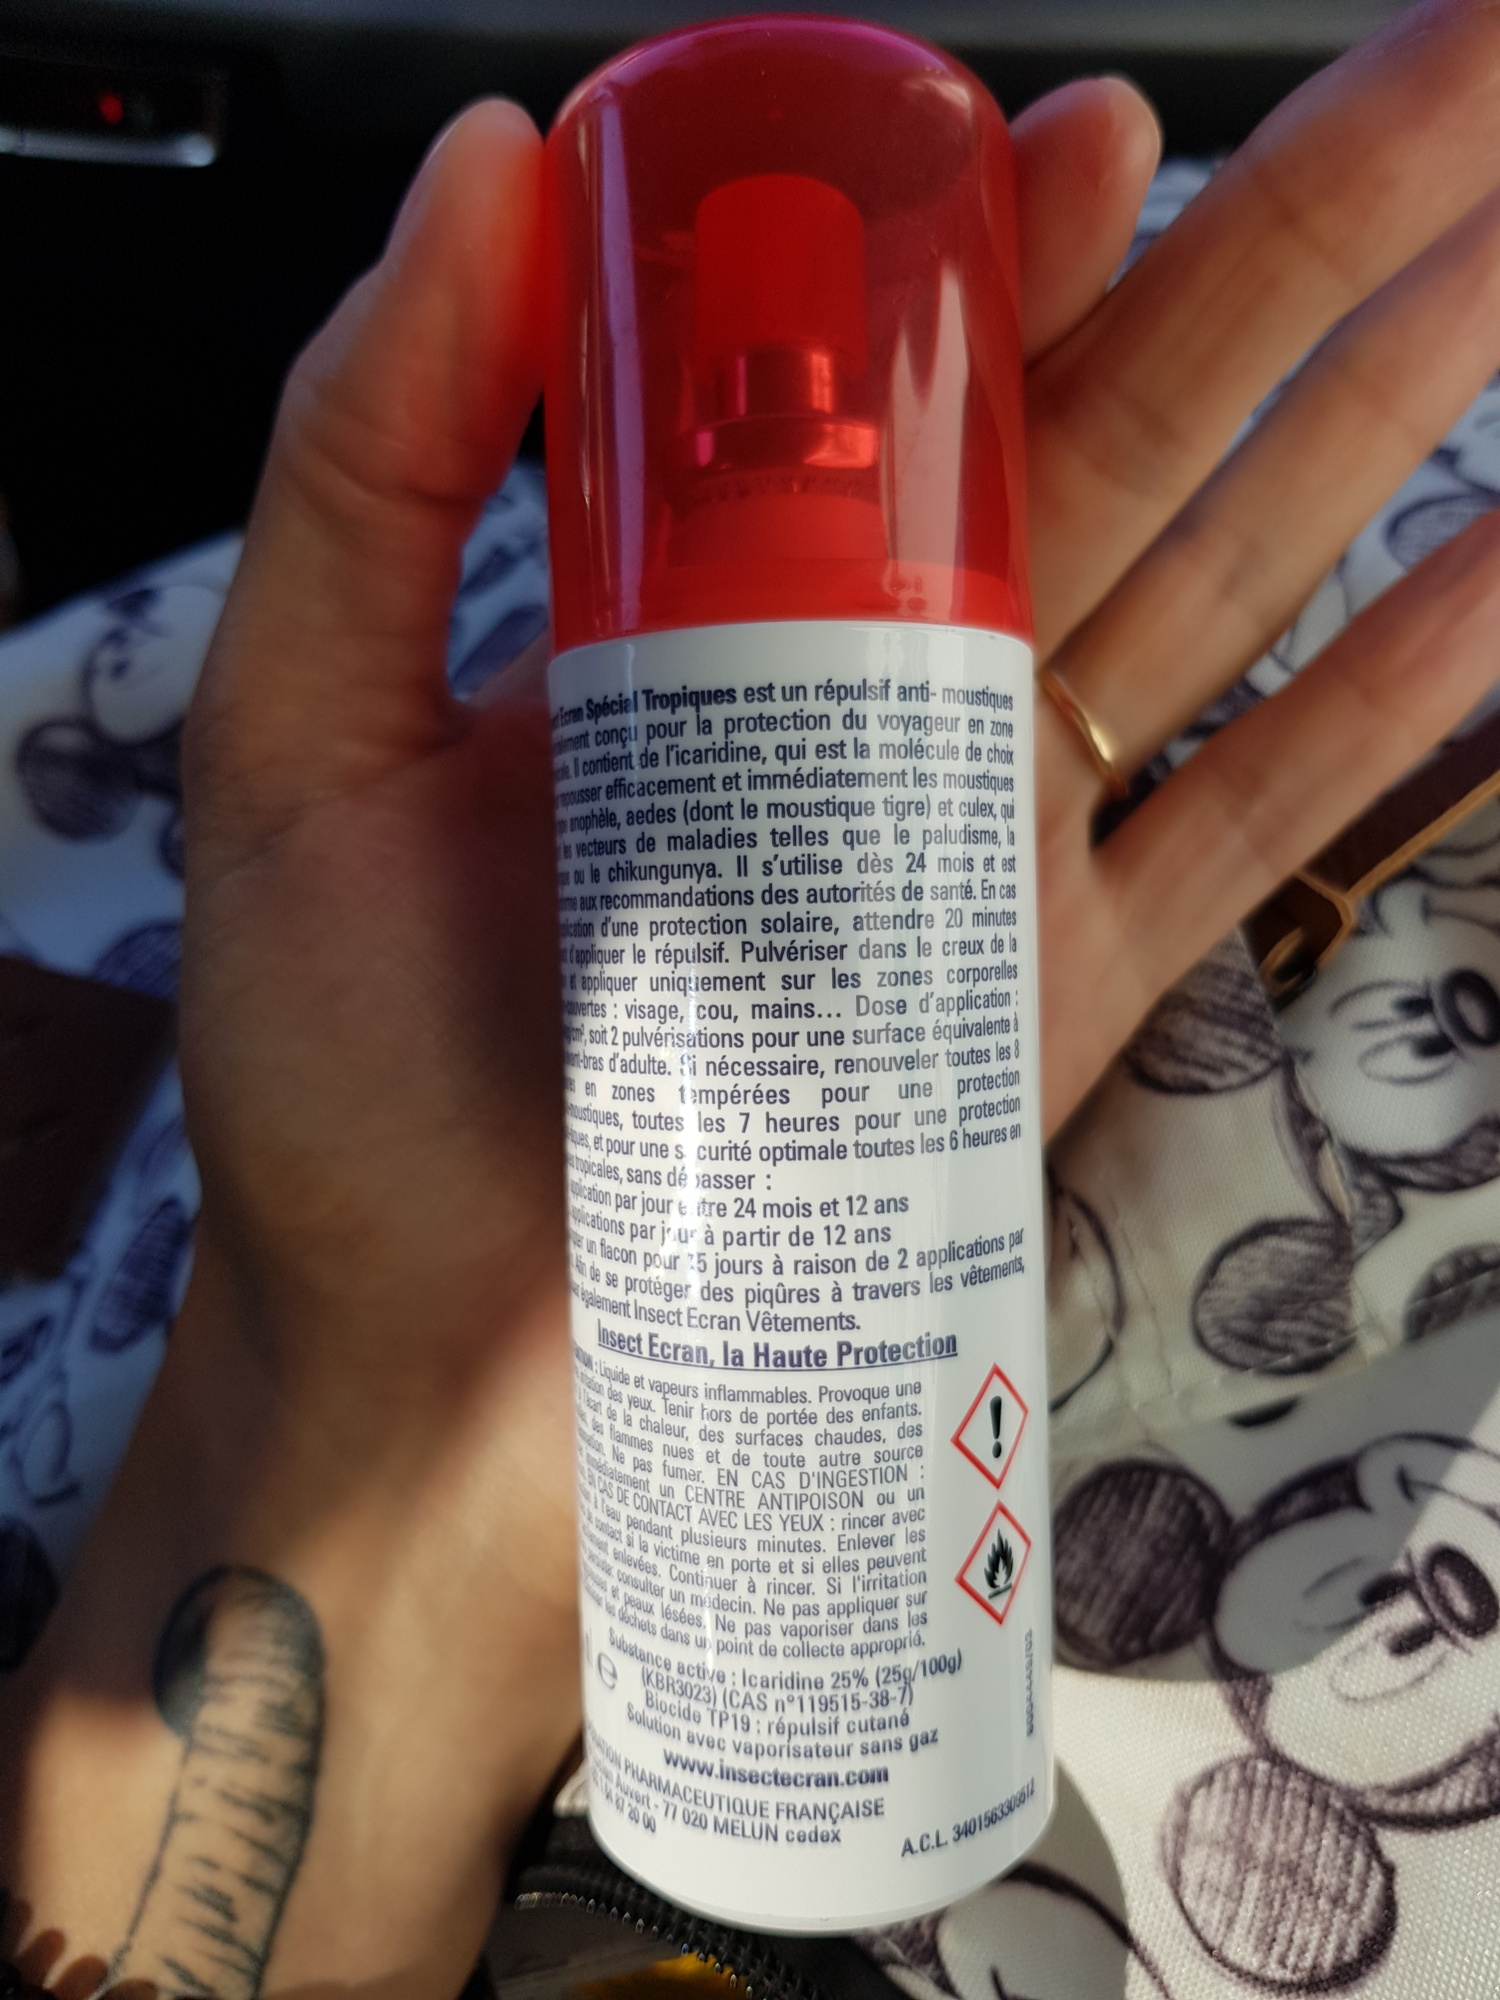 Ecran Spécial Tropiques est un répulsif anti- moustiques
conçu pour la protection du voyageur en zone
Il contient de l'icaridine, qui est la molécule de choix
efficacement et immédiatement les moustiques
anophèle, aedes (dont le moustique tigre) et culex, qui
vecteurs de maladies telles que le paludisme, la
ou le chikungunya. Il s'utilise dès 24 mois et est
aux recommandations des autorités de santé. En cas
d'une protection solaire, attendre 20 minutes
d'appliquer le répulsif. Pulvériser dans le creux de la
et appliquer uniquement sur les zones corporelles
: visage, cou, mains... Dose d'application :
soit 2 pulvérisations pour une surface équivalente à
d'adulte. Si nécessaire, renouveler toutes les 8
en zones tempérées pour une protection
toutes les 7 heures pour une protection
et pour une sécurité optimale toutes les 6 heures en
tropicales, sans dépasser :
par jour entre 24 mois et 12 ans
par jour à partir de 12 ans
un flacon pour 15 jours à raison de 2 applications par
Afin de se protéger des piqûres à travers les vêtements,
également Insect Ecran Vêtements.
Insect Ecran, la Haute Protection
: Liquide et vapeurs inflammables. Provoque une
des yeux. Tenir hors de portée des enfants.
de la chaleur, des surfaces chaudes, des
des flammes nues et de toute autre source
Ne pas fumer. EN CAS D'INGESTION :
immédiatement un CENTRE ANTIPOISON ou un
EN CAS DE CONTACT AVEC LES YEUX : rincer avec
à l'eau pendant plusieurs minutes. Enlever les
contact si la victime en porte et si elles peuvent
enlevées. Continuer à rincer. Si l'irritation
consulter un médecin. Ne pas appliquer sur
et peaux lésées. Ne pas vaporiser dans les
les déchets dans un point de collecte approprié.
Substance active : Icaridine 25% (25g/100g)
(KBR3023) (CAS n°119515-38-7)
Biocide TP19 : répulsif cutané
Solution avec vaporisateur sans gaz
www.insectecran.com
PHARMACEUTIQUE FRANÇAISE
Auvert - 77 020 MELUN cedex
87 20 00
A.C.L.